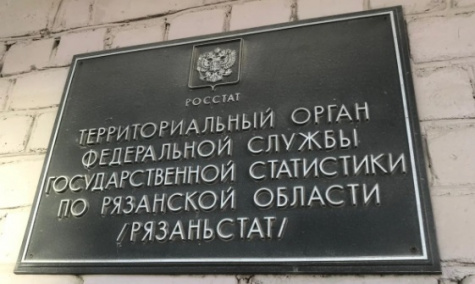 РОССТАТ
ТЕРРИТОРИАЛЬНЫЙ ОРГАН
ФЕДЕРАЛЬНОЙ СЛУЖБЫ
ГОСУДАРСТВЕННОЙ СТАТИСТИКИ
ПО РЯЗАНСКОЙ ОБЛАСТИ
/РЯЗАНЬСТАТ/